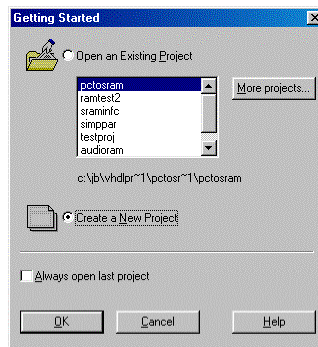 Getting Started
Open an Existing Project
pctosram
ramtest2
sraminfc
simppar
testproj
audioram
More projects...
c:\jb\vhdlpr~1\pctosr~1\pctosram
Create a New Project
Always open last project
OK
Cancel
Help